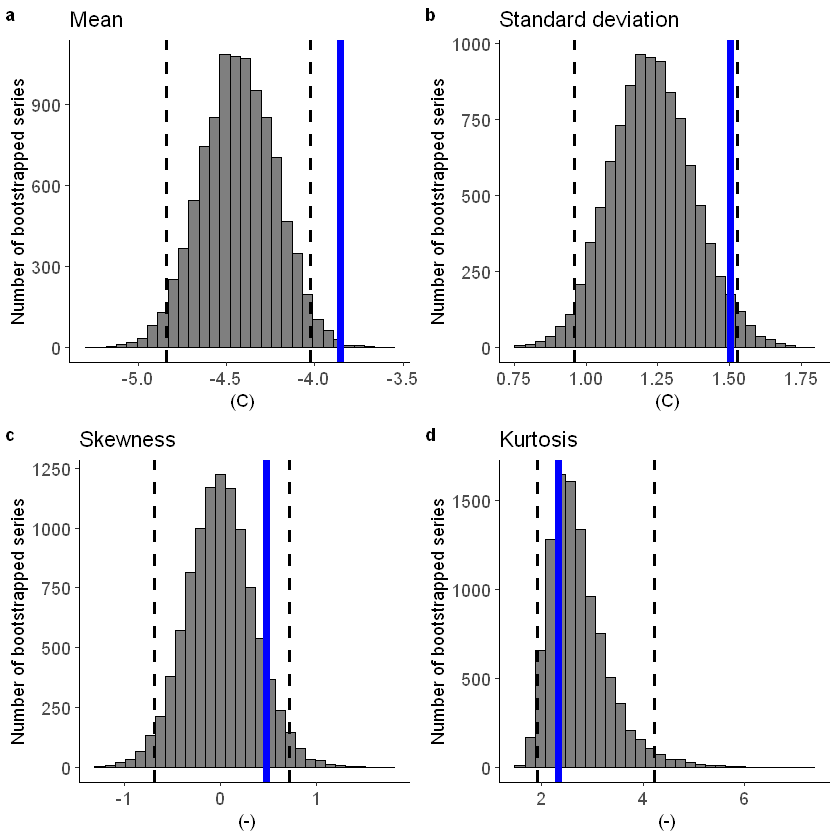 a Mean
Number of bootstrapped series
900
600
300
0
-5.0 -4.5 -4.0 -3.5
(C)
b Standard deviation
Number of bootstrapped series
1000
750
500
250
0
0.75 1.00 1.25 1.50 1.75
(C)
c Skewness
Number of bootstrapped series
1250
1000
750
500
250
0
-1 0 1
(-)
d Kurtosis
Number of bootstrapped series
1500
1000
500
0
2 4 6
(-)